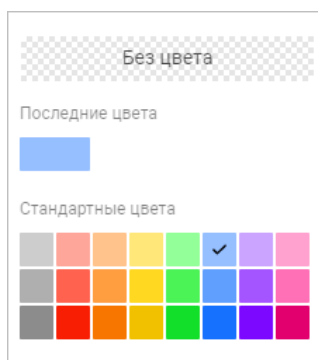 Без цвета
Последние цвета
Стандартные цвета